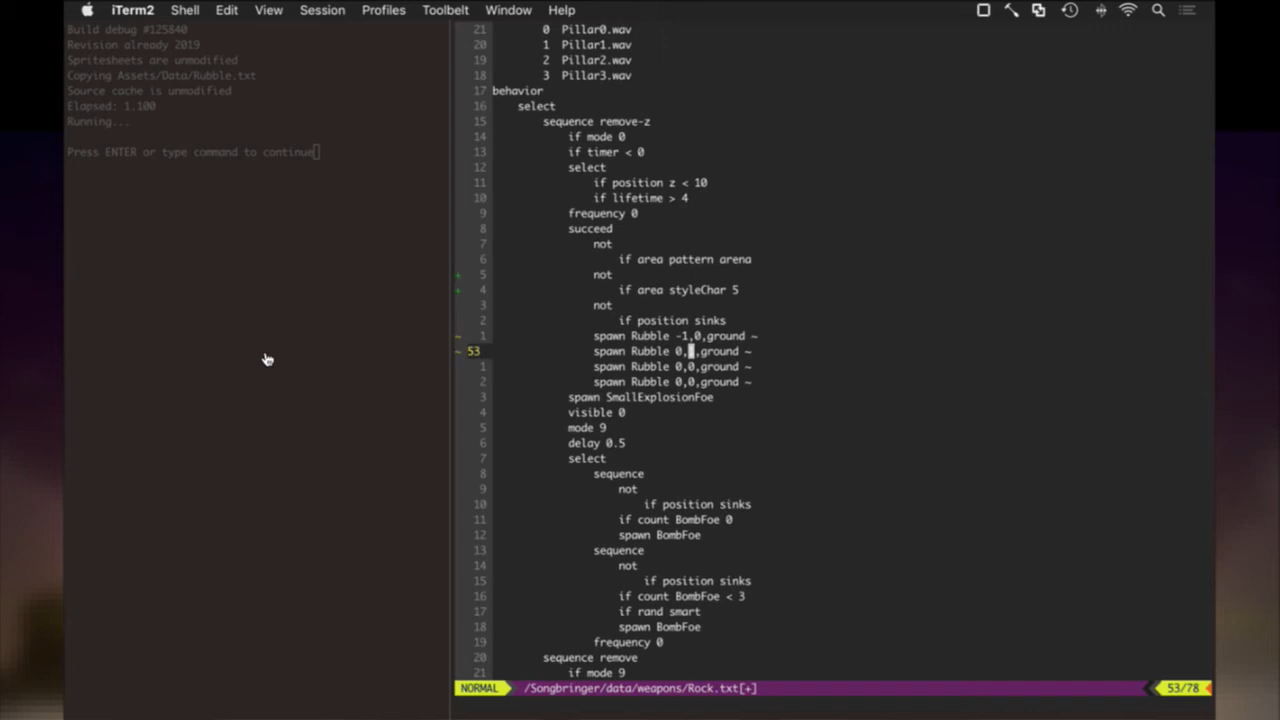 iTerm2 Shell Edit View Session Profiles Toolbelt Window Help
Build debug #125840
Revision already 2019
Spritesheets are unmodified
Copying Assets/Data/Rubble.txt
Source cache is unmodified
Elapsed: 1.100
Running...
Press ENTER or type command to continue
21 0 Pillar0.wav
20 1 Pillar1.wav
19 2 Pillar2.wav
18 3 Pillar3.wav
17 behavior
16 select
15 sequence remove-z
14 if mode 0
13 if timer < 0
12 select
11 if position z < 10
10 if lifetime > 4
9 frequency 0
8 succeed
7 not
6 if area pattern arena
+ 5 not
+ 4 if area styleChar 5
3 not
2 if position sinks
~ 1 spawn Rubble -1,0,ground ~
~ 53 spawn Rubble 0,,ground ~
1 spawn Rubble 0,0,ground ~
2 spawn Rubble 0,0,ground ~
3 spawn SmallExplosionFoe
4 visible 0
5 mode 9
6 delay 0.5
7 select
8 sequence
9 not
10 if position sinks
11 if count BombFoe 0
12 spawn BombFoe
13 sequence
14 not
15 if position sinks
16 if count BombFoe < 3
17 if rand smart
18 spawn BombFoe
19 frequency 0
20 sequence remove
21 if mode 9
NORMAL /Songbringer/data/weapons/Rock.txt[+] 53/78